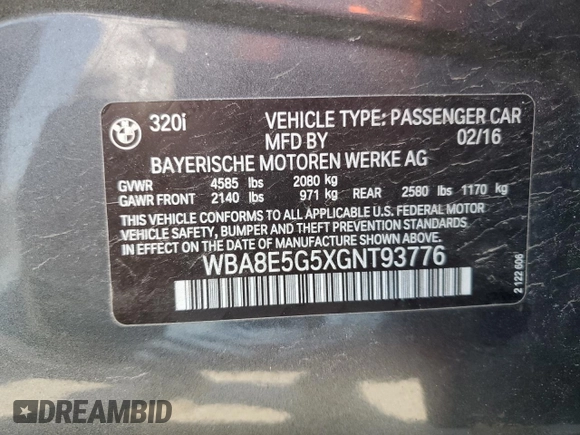 320i VEHICLE TYPE: PASSENGER CAR
MFD BY 02/16
BAYERISCHE MOTOREN WERKE AG
GVWR 4585 lbs 2080 kg
GAWR FRONT 2140 lbs 971 kg REAR 2580 lbs 1170 kg
THIS VEHICLE CONFORMS TO ALL APPLICABLE U.S. FEDERAL MOTOR
VEHICLE SAFETY, BUMPER AND THEFT PREVENTION STANDARDS
IN EFFECT ON THE DATE OF MANUFACTURE SHOWN ABOVE.
WBA8E5G5XGNT93776
2 122 606
DREAMBID